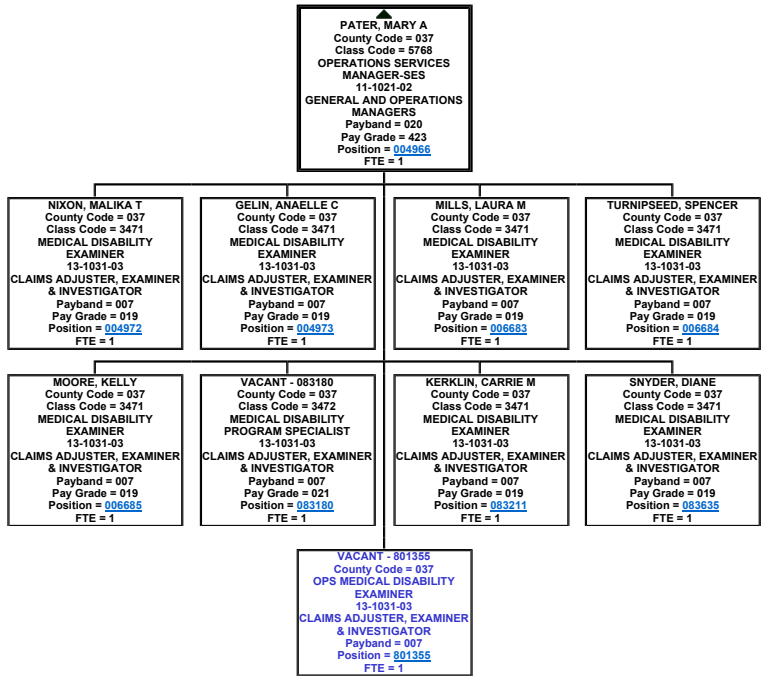 PATER, MARY A
County Code = 037
Class Code = 5768
OPERATIONS SERVICES
MANAGER-SES
11-1021-02
GENERAL AND OPERATIONS
MANAGERS
Payband = 020
Pay Grade = 423
Position = 004966
FTE = 1
NIXON, MALIKA T
County Code = 037
Class Code = 3471
MEDICAL DISABILITY
EXAMINER
13-1031-03
CLAIMS ADJUSTER, EXAMINER
& INVESTIGATOR
Payband = 007
Pay Grade = 019
Position = 004972
FTE = 1
GELIN, ANAELLE C
County Code = 037
Class Code = 3471
MEDICAL DISABILITY
EXAMINER
13-1031-03
CLAIMS ADJUSTER, EXAMINER
& INVESTIGATOR
Payband = 007
Pay Grade = 019
Position = 004973
FTE = 1
MILLS, LAURA M
County Code = 037
Class Code = 3471
MEDICAL DISABILITY
EXAMINER
13-1031-03
CLAIMS ADJUSTER, EXAMINER
& INVESTIGATOR
Payband = 007
Pay Grade = 019
Position = 006683
FTE = 1
TURNIPSEED, SPENCER
County Code = 037
Class Code = 3471
MEDICAL DISABILITY
EXAMINER
13-1031-03
CLAIMS ADJUSTER, EXAMINER
& INVESTIGATOR
Payband = 007
Pay Grade = 019
Position = 006684
FTE = 1
MOORE, KELLY
County Code = 037
Class Code = 3471
MEDICAL DISABILITY
EXAMINER
13-1031-03
CLAIMS ADJUSTER, EXAMINER
& INVESTIGATOR
Payband = 007
Pay Grade = 019
Position = 006685
FTE = 1
VACANT - 083180
County Code = 037
Class Code = 3472
MEDICAL DISABILITY
PROGRAM SPECIALIST
13-1031-03
CLAIMS ADJUSTER, EXAMINER
& INVESTIGATOR
Payband = 007
Pay Grade = 021
Position = 083180
FTE = 1
KERKLIN, CARRIE M
County Code = 037
Class Code = 3471
MEDICAL DISABILITY
EXAMINER
13-1031-03
CLAIMS ADJUSTER, EXAMINER
& INVESTIGATOR
Payband = 007
Pay Grade = 019
Position = 083211
FTE = 1
SNYDER, DIANE
County Code = 037
Class Code = 3471
MEDICAL DISABILITY
EXAMINER
13-1031-03
CLAIMS ADJUSTER, EXAMINER
& INVESTIGATOR
Payband = 007
Pay Grade = 019
Position = 083635
FTE = 1
VACANT - 801355
County Code = 037
OPS MEDICAL DISABILITY
EXAMINER
13-1031-03
CLAIMS ADJUSTER, EXAMINER
& INVESTIGATOR
Payband = 007
Position = 801355
FTE = 1